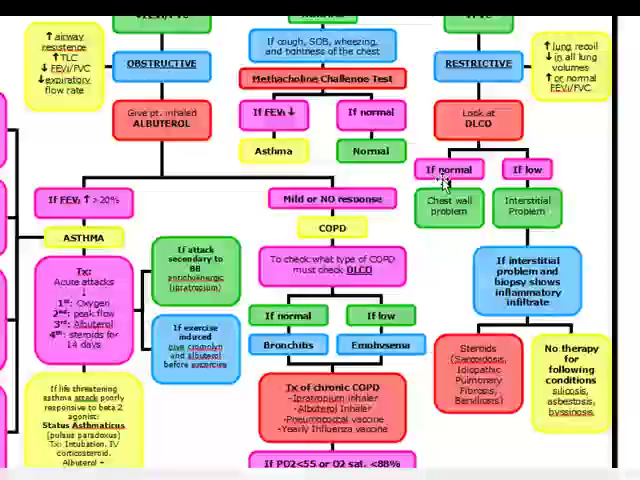 ↓FEVI/FVC
↑ airway
resistence
↑TLC
↓ FEVi/FVC
↓expiratory
flow rate
OBSTRUCTIVE
Give pt. inhaled
ALBUTEROL
If FEV₁ ↑ >20%
ASTHMA
Tx:
Acute attacks
↓
1st: Oxygen
2nd: peak flow
3rd: Albuterol
4th: steroids for
14 days
If life threatening
asthma attack poorly
responsive to beta 2
agonist:
Status Asthmaticus
(pulsus paradoxus)
Tx: Intubation, IV
corticosteroid,
Albuterol +
If attack
secondary to
BB
anticholinergic
(ipratropium)
If exercise
induced
give cromolyn
and albuterol
before exercise
If cough, SOB, wheezing,
and tightness of the chest
Methacholine Challenge Test
If FEV₁ ↓
If normal
Asthma
Normal
Mild or NO response
COPD
To check what type of COPD
must check DLCO
If normal
If low
Bronchitis
Emphysema
Tx of chronic COPD
-Ipratropium inhaler
-Albuterol Inhaler
-Pneumococcal vaccine
-Yearly Influenza vaccine
If PO2<55 or O2 sat. <88%
RESTRICTIVE
↑ lung recoil
↓ in all lung
volumes
↑ or normal
FEVi/FVC
Look at
DLCO
If normal
If low
Chest wall
problem
Interstitial
Problem
If interstitial
problem and
biopsy shows
inflammatory
infiltrate
Steroids
(Sarcoidosis,
Idiopatic
Pulmonary
Fibrosis,
Beryliosis)
No therapy
for
following
conditions
silicosis,
asbestosis,
byssinosis.